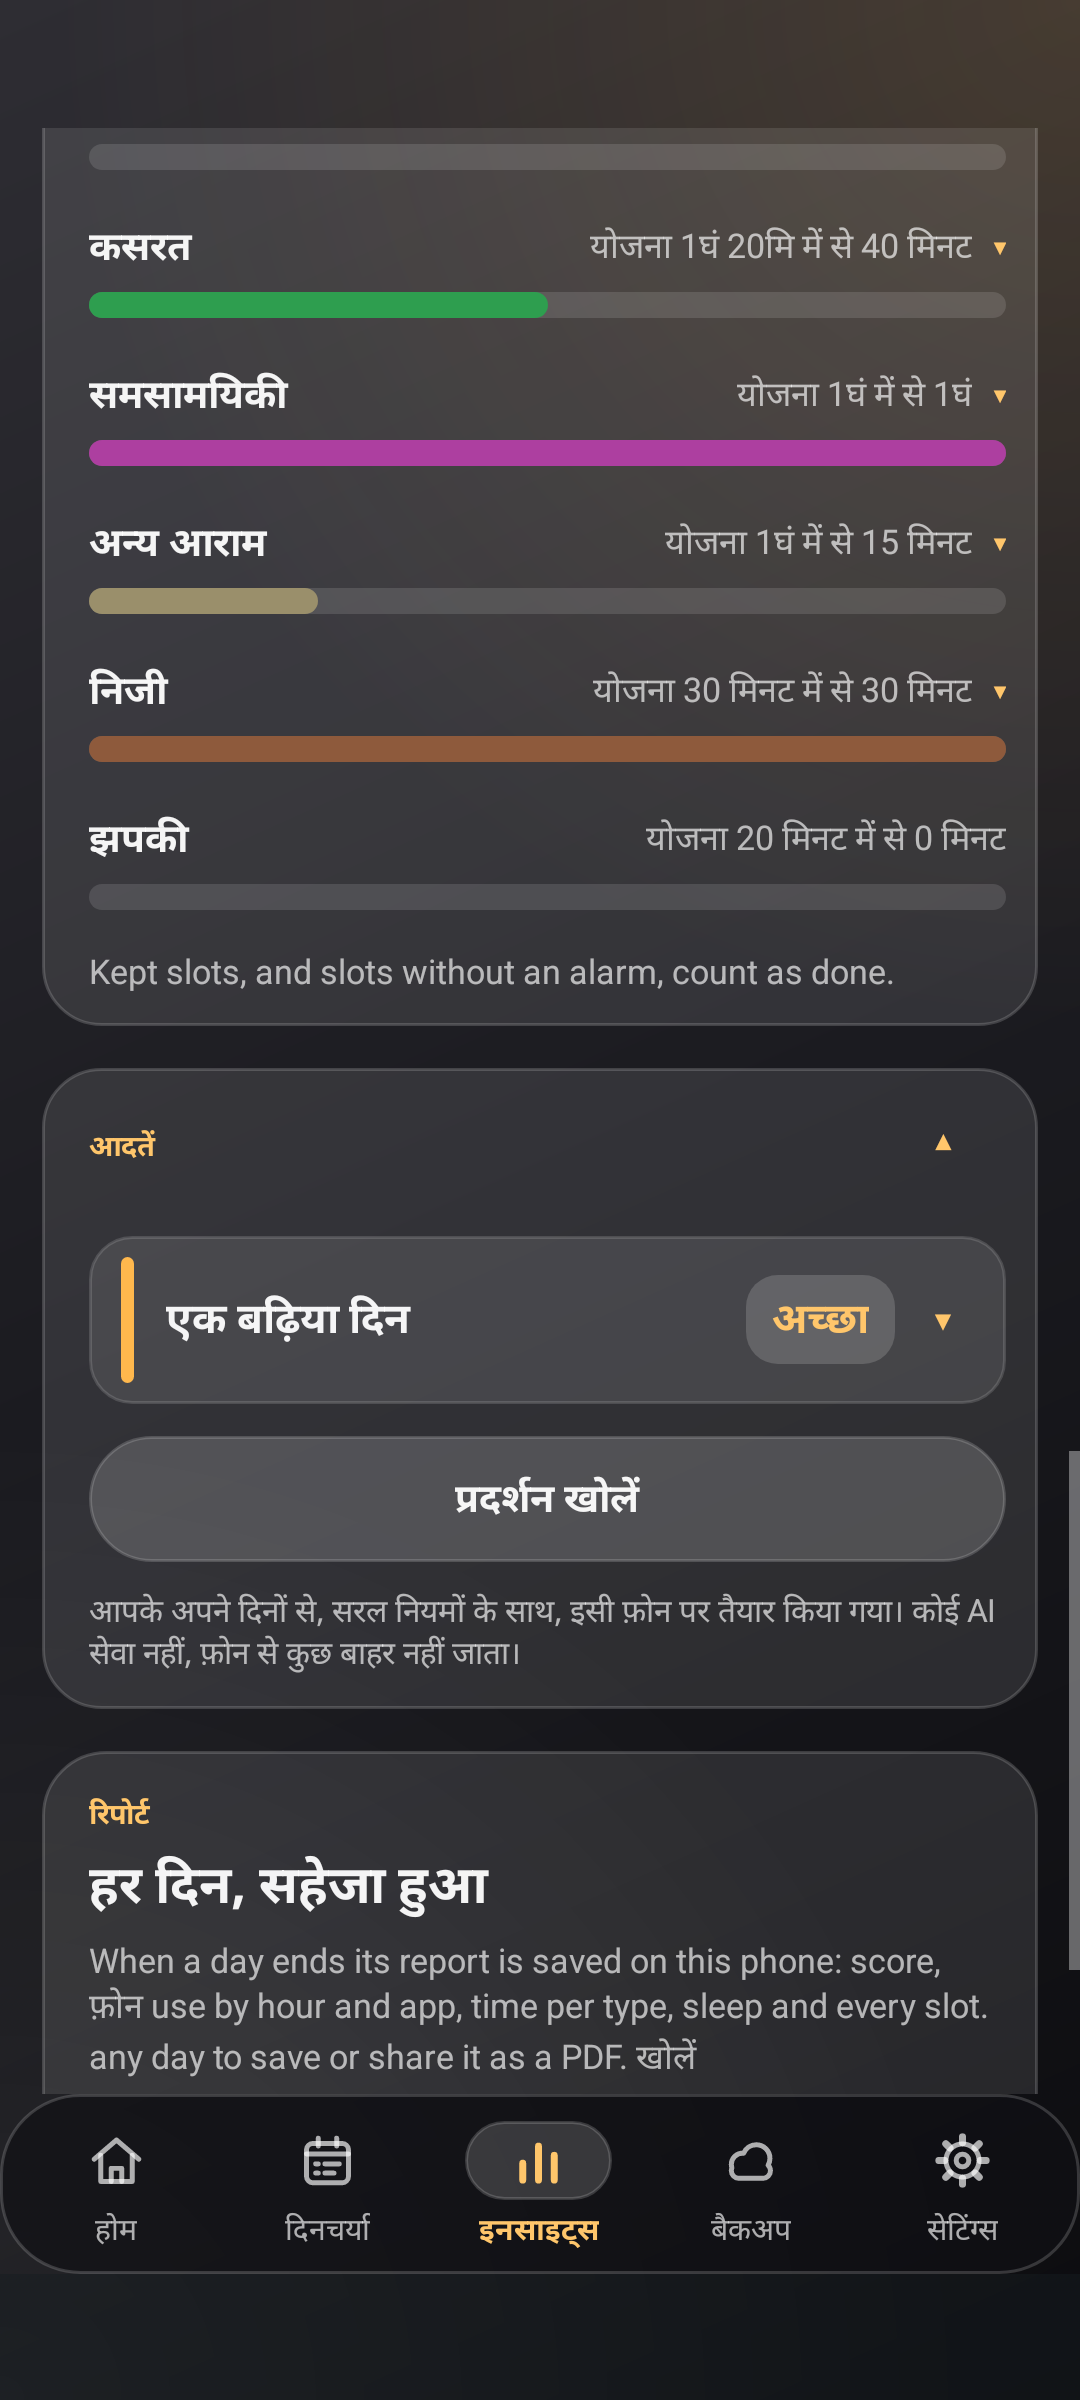 कसरत
योजना 1घं 20मि में से 40 मिनट ▾
समसामयिकी
योजना 1घं में से 1घं ▾
अन्य आराम
योजना 1घं में से 15 मिनट ▾
निजी
योजना 30 मिनट में से 30 मिनट ▾
झपकी
योजना 20 मिनट में से 0 मिनट
Kept slots, and slots without an alarm, count as done.
आदतें ▴
एक बढ़िया दिन
अच्छा ▾
प्रदर्शन खोलें
आपके अपने दिनों से, सरल नियमों के साथ, इसी फ़ोन पर तैयार किया गया। कोई AI
सेवा नहीं, फ़ोन से कुछ बाहर नहीं जाता।
रिपोर्ट
हर दिन, सहेजा हुआ
When a day ends its report is saved on this phone: score,
फ़ोन use by hour and app, time per type, sleep and every slot.
any day to save or share it as a PDF. खोलें
होम
दिनचर्या
इनसाइट्स
बैकअप
सेटिंग्स